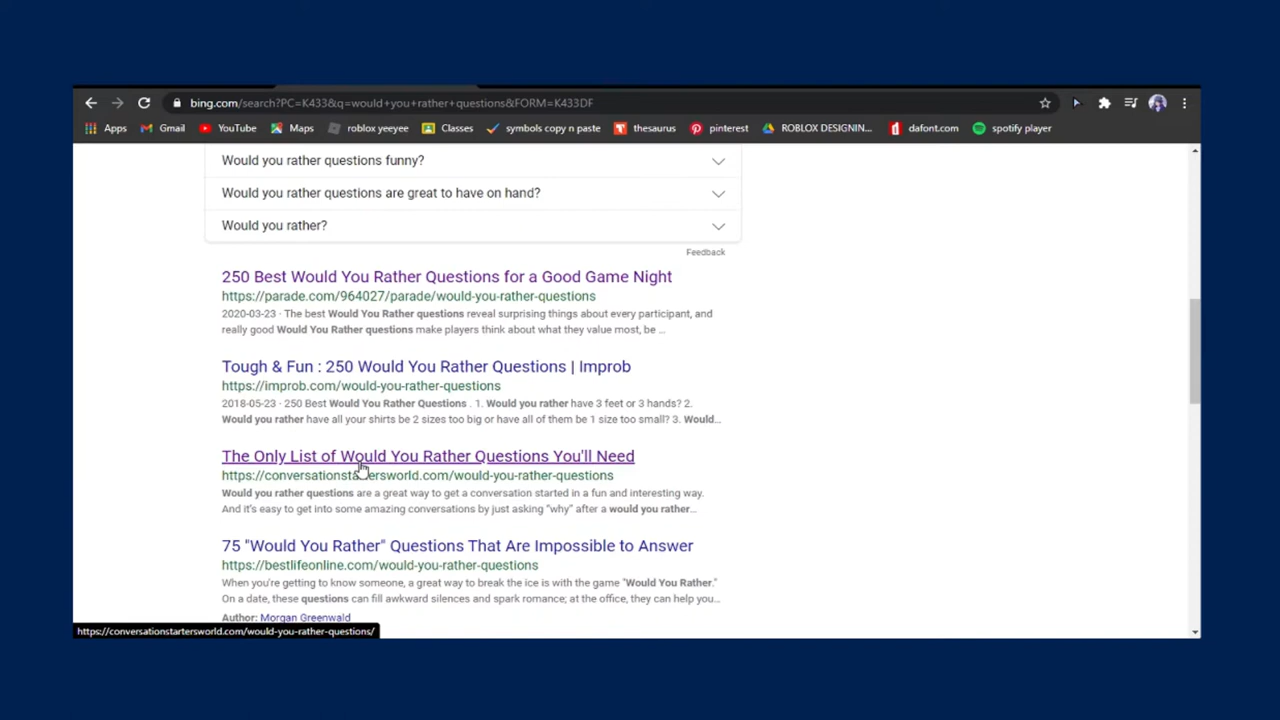 bing.com/search?PC=K433&q=would+you+rather+questions&FORM=K433DF
Apps Gmail YouTube Maps roblox yeeyee Classes symbols copy n paste thesaurus pinterest ROBLOX DESIGNIN... dafont.com spotify player
Would you rather questions funny?
Would you rather questions are great to have on hand?
Would you rather?
Feedback
250 Best Would You Rather Questions for a Good Game Night
https://parade.com/964027/parade/would-you-rather-questions
2020-03-23 · The best Would You Rather questions reveal surprising things about every participant, and
really good Would You Rather questions make players think about what they value most, be ...
Tough & Fun : 250 Would You Rather Questions | Improb
https://improb.com/would-you-rather-questions
2018-05-23 · 250 Best Would You Rather Questions . 1. Would you rather have 3 feet or 3 hands? 2.
Would you rather have all your shirts be 2 sizes too big or have all of them be 1 size too small? 3. Would...
The Only List of Would You Rather Questions You'll Need
https://conversationstartersworld.com/would-you-rather-questions
Would you rather questions are a great way to get a conversation started in a fun and interesting way.
And it's easy to get into some amazing conversations by just asking "why" after a would you rather...
75 "Would You Rather" Questions That Are Impossible to Answer
https://bestlifeonline.com/would-you-rather-questions
When you're getting to know someone, a great way to break the ice is with the game "Would You Rather."
On a date, these questions can fill awkward silences and spark romance; at the office, they can help you...
Author: Morgan Greenwald
https://conversationstartersworld.com/would-you-rather-questions/